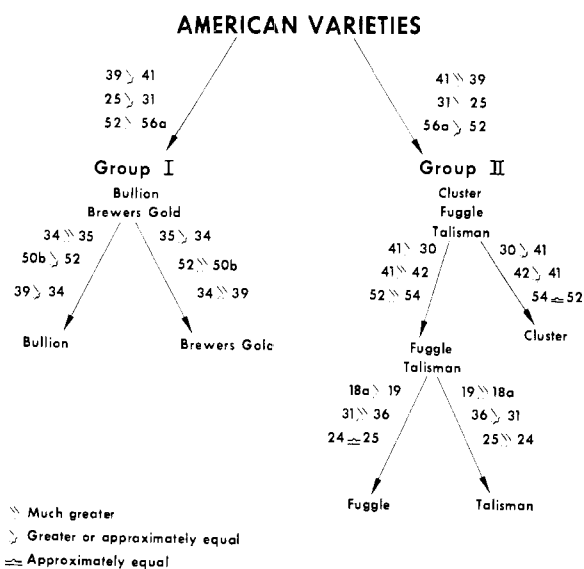 AMERICAN VARIETIES
39 ⪖ 41
25 ⪖ 31
52 ⪖ 56a
41 ≫ 39
31 ⪖ 25
56a ⪖ 52
Group I
Bullion
Brewers Gold
Group II
Cluster
Fuggle
Talisman
34 ≫ 35
50b ⪖ 52
39 ⪖ 34
35 ⪖ 34
52 ≫ 50b
34 ≫ 39
41 ⪖ 30
41 ≫ 42
52 ≫ 54
30 ⪖ 41
42 ⪖ 41
54 ≏ 52
Bullion
Brewers Gold
Cluster
Fuggle
Talisman
18a ⪖ 19
31 ≫ 36
24 ≏ 25
19 ≫ 18a
36 ⪖ 31
25 ≫ 24
Fuggle
Talisman
≫ Much greater
⪖ Greater or approximately equal
≏ Approximately equal